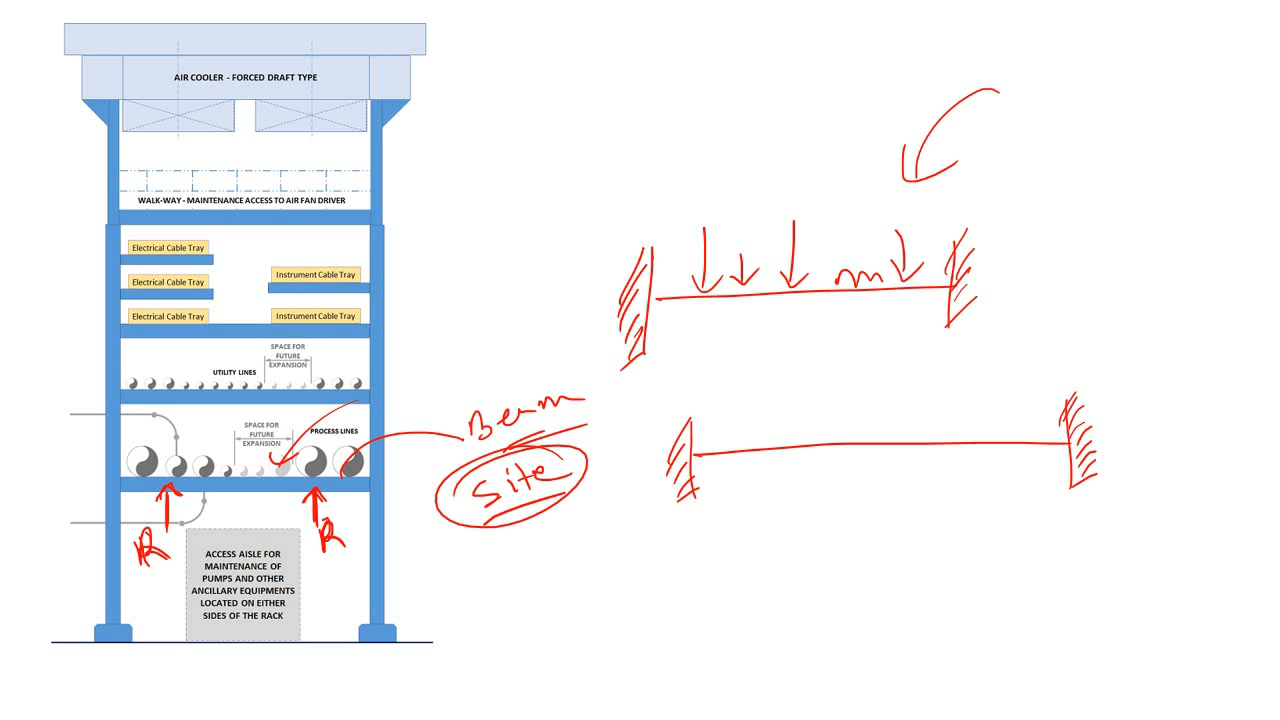 AIR COOLER - FORCED DRAFT TYPE
WALK-WAY - MAINTENANCE ACCESS TO AIR FAN DRIVER
Electrical Cable Tray
Instrument Cable Tray
Electrical Cable Tray
Electrical Cable Tray
Instrument Cable Tray
SPACE FOR
FUTURE
EXPANSION
UTILITY LINES
SPACE FOR
FUTURE
EXPANSION
PROCESS LINES
Beam
Site
R
R
ACCESS AISLE FOR
MAINTENANCE OF
PUMPS AND OTHER
ANCILLARY EQUIPMENTS
LOCATED ON EITHER
SIDES OF THE RACK